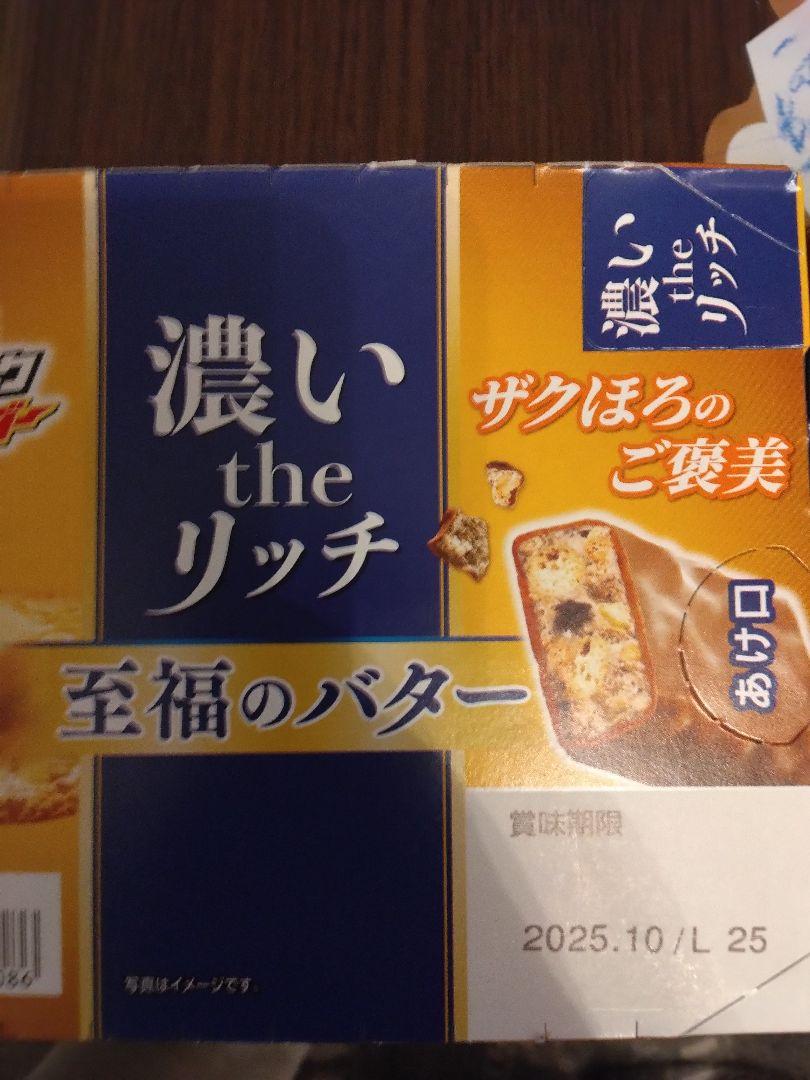 濃い
the
リッチ
至福のバター
写真はイメージです。
濃い
the
リッチ
ザクほろの
ご褒美
あけ口
賞味期限
2025.10/L 25